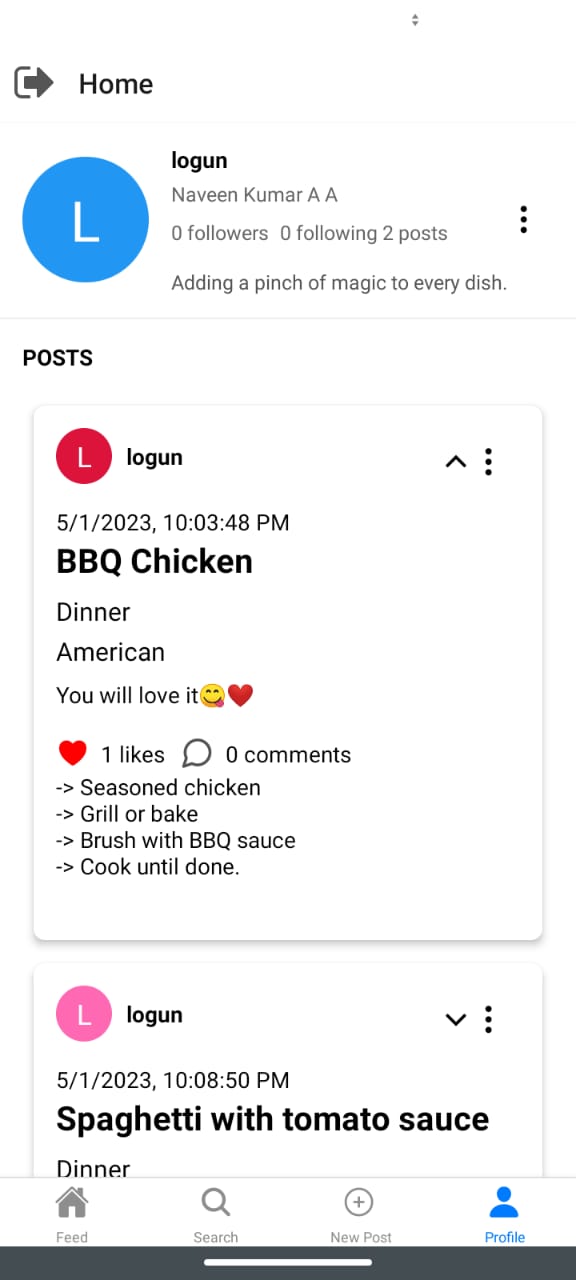 Home
L
logun
Naveen Kumar A A
0 followers 0 following 2 posts
Adding a pinch of magic to every dish.
POSTS
L
logun
5/1/2023, 10:03:48 PM
BBQ Chicken
Dinner
American
You will love it😋❤️
1 likes 0 comments
-> Seasoned chicken
-> Grill or bake
-> Brush with BBQ sauce
-> Cook until done.
L
logun
5/1/2023, 10:08:50 PM
Spaghetti with tomato sauce
Dinner
Feed Search New Post Profile